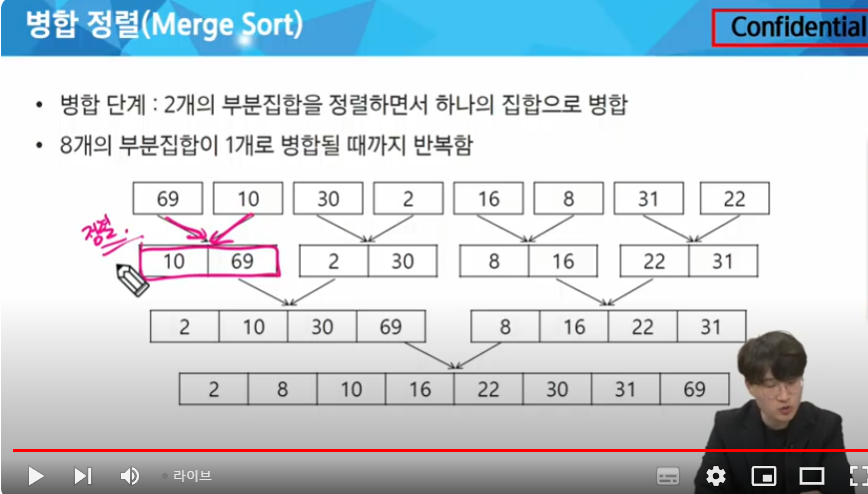 병합 정렬(Merge Sort)
Confidential
• 병합 단계 : 2개의 부분집합을 정렬하면서 하나의 집합으로 병합
• 8개의 부분집합이 1개로 병합될 때까지 반복함
69 10 30 2 16 8 31 22
정렬.
10 69 2 30 8 16 22 31
2 10 30 69 8 16 22 31
2 8 10 16 22 30 31 69
라이브